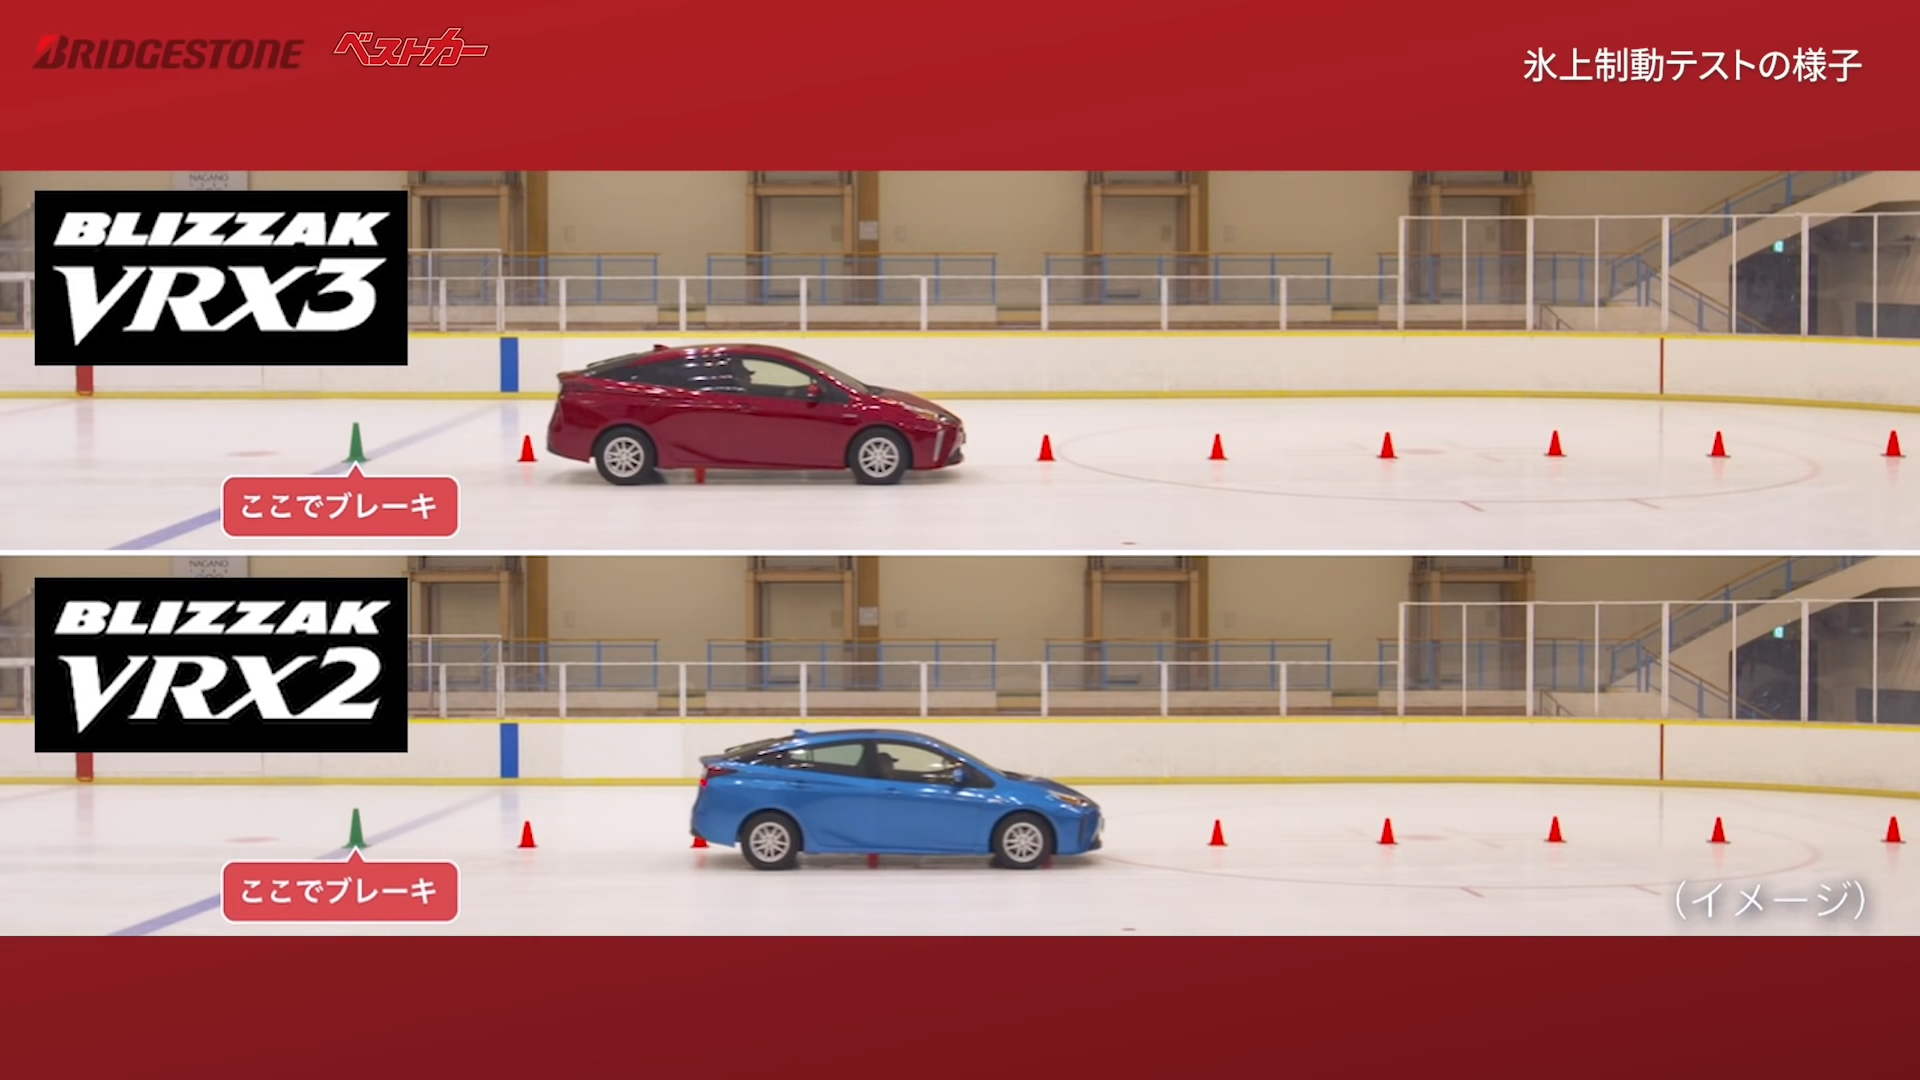 BRIDGESTONE
ベストカー
氷上制動テストの様子
NAGANO
BLIZZAK
VRX3
ここでブレーキ
NAGANO
BLIZZAK
VRX2
ここでブレーキ
(イメージ)